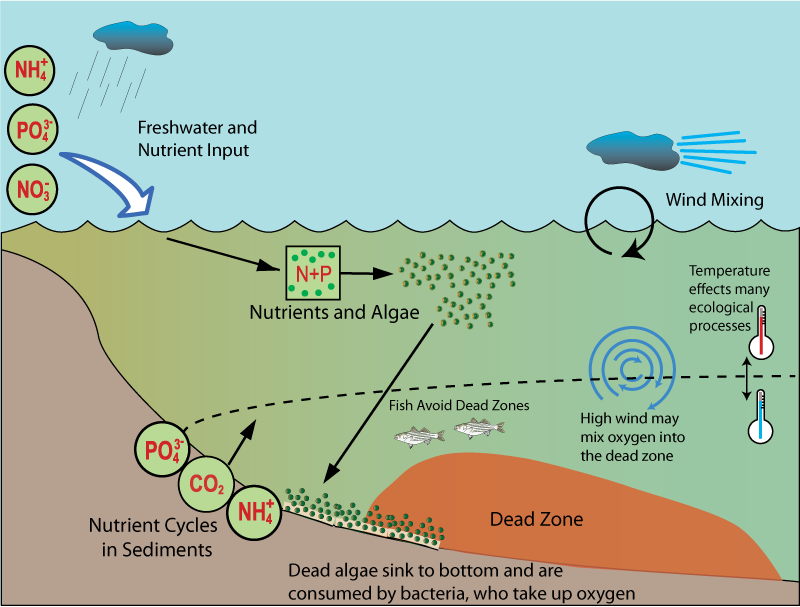 NH₄⁺
PO₄³⁻
NO₃⁻
Freshwater and
Nutrient Input
Wind Mixing
N+P
Nutrients and Algae
Temperature
effects many
ecological
processes
Fish Avoid Dead Zones
High wind may
mix oxygen into
the dead zone
PO₄³⁻
CO₂
NH₄⁺
Nutrient Cycles
in Sediments
Dead Zone
Dead algae sink to bottom and are
consumed by bacteria, who take up oxygen